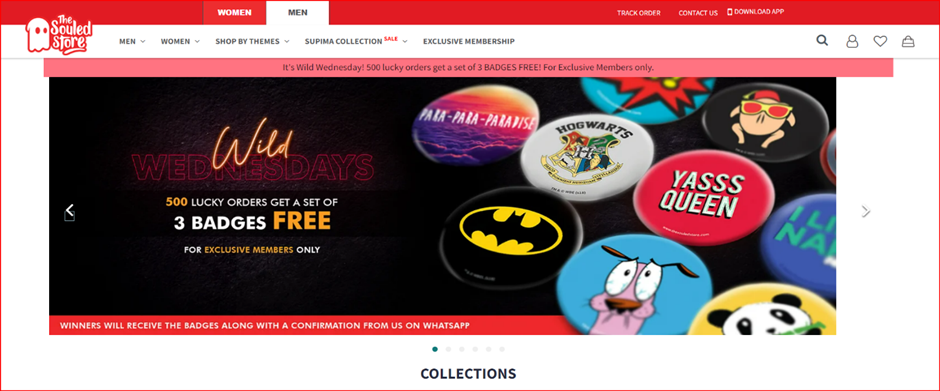 WOMEN
MEN
TRACK ORDER
CONTACT US
DOWNLOAD APP
The
Souled
Store
MEN
WOMEN
SHOP BY THEMES
SUPIMA COLLECTION SALE
EXCLUSIVE MEMBERSHIP
It's Wild Wednesday! 500 lucky orders get a set of 3 BADGES FREE! For Exclusive Members only.
Wild
WEDNESDAYS
500 LUCKY ORDERS GET A SET OF
3 BADGES FREE
FOR EXCLUSIVE MEMBERS ONLY
PARA-PARA-PARADISE
HOGWARTS
YASSS
QUEEN
WINNERS WILL RECEIVE THE BADGES ALONG WITH A CONFIRMATION FROM US ON WHATSAPP
COLLECTIONS